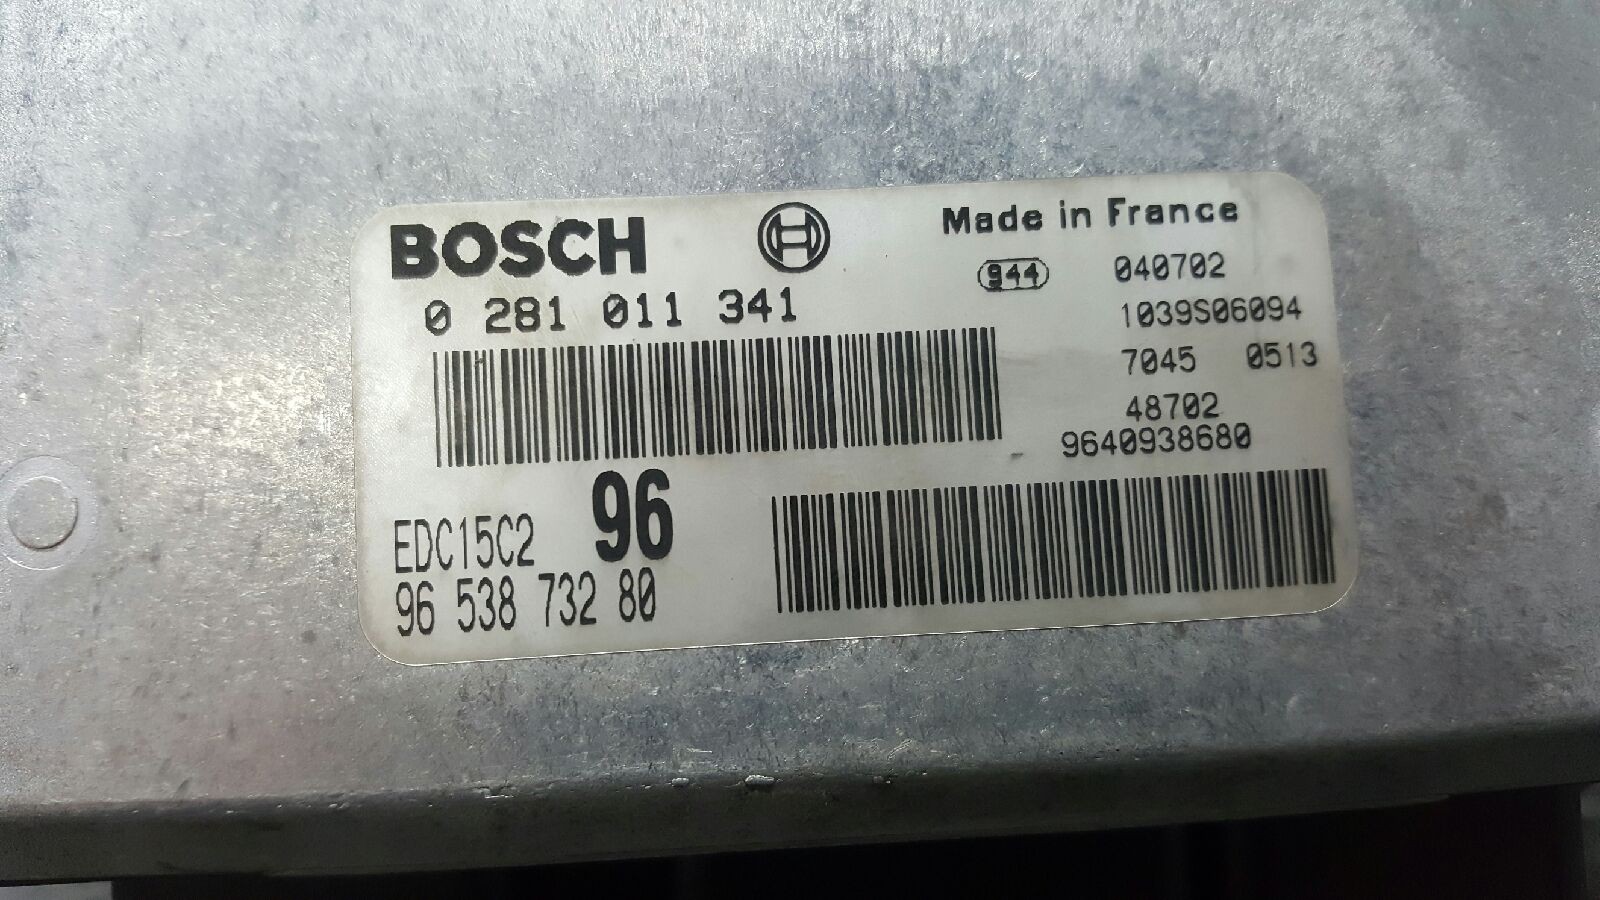 BOSCH
0 281 011 341
Made in France
944 040702
1039S06094
7045 0513
48702
9640938680
EDC15C2 96
96 538 732 80